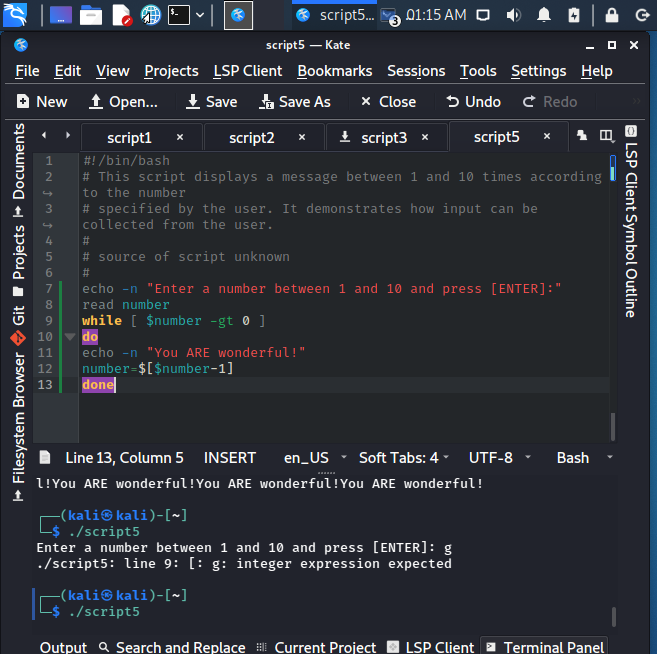 script5...
3
01:15 AM
script5 — Kate
File Edit View Projects LSP Client Bookmarks Sessions Tools Settings Help
New Open... Save Save As Close Undo Redo
script1 script2 script3 script5
Documents
Projects
Git
Filesystem Browser
1 #!/bin/bash
2 # This script displays a message between 1 and 10 times according
to the number
3 # specified by the user. It demonstrates how input can be
collected from the user.
4 #
5 # source of script unknown
6 #
7 echo -n "Enter a number between 1 and 10 and press [ENTER]:"
8 read number
9 while [ $number -gt 0 ]
10 do
11 echo -n "You ARE wonderful!"
12 number=$[$number-1]
13 done
LSP Client Symbol Outline
Line 13, Column 5 INSERT en_US Soft Tabs: 4 UTF-8 Bash
l!You ARE wonderful!You ARE wonderful!You ARE wonderful!
┌──(kali㉿kali)-[~]
└─$ ./script5
Enter a number between 1 and 10 and press [ENTER]: g
./script5: line 9: [: g: integer expression expected
┌──(kali㉿kali)-[~]
└─$ ./script5
Output Search and Replace Current Project LSP Client Terminal Panel